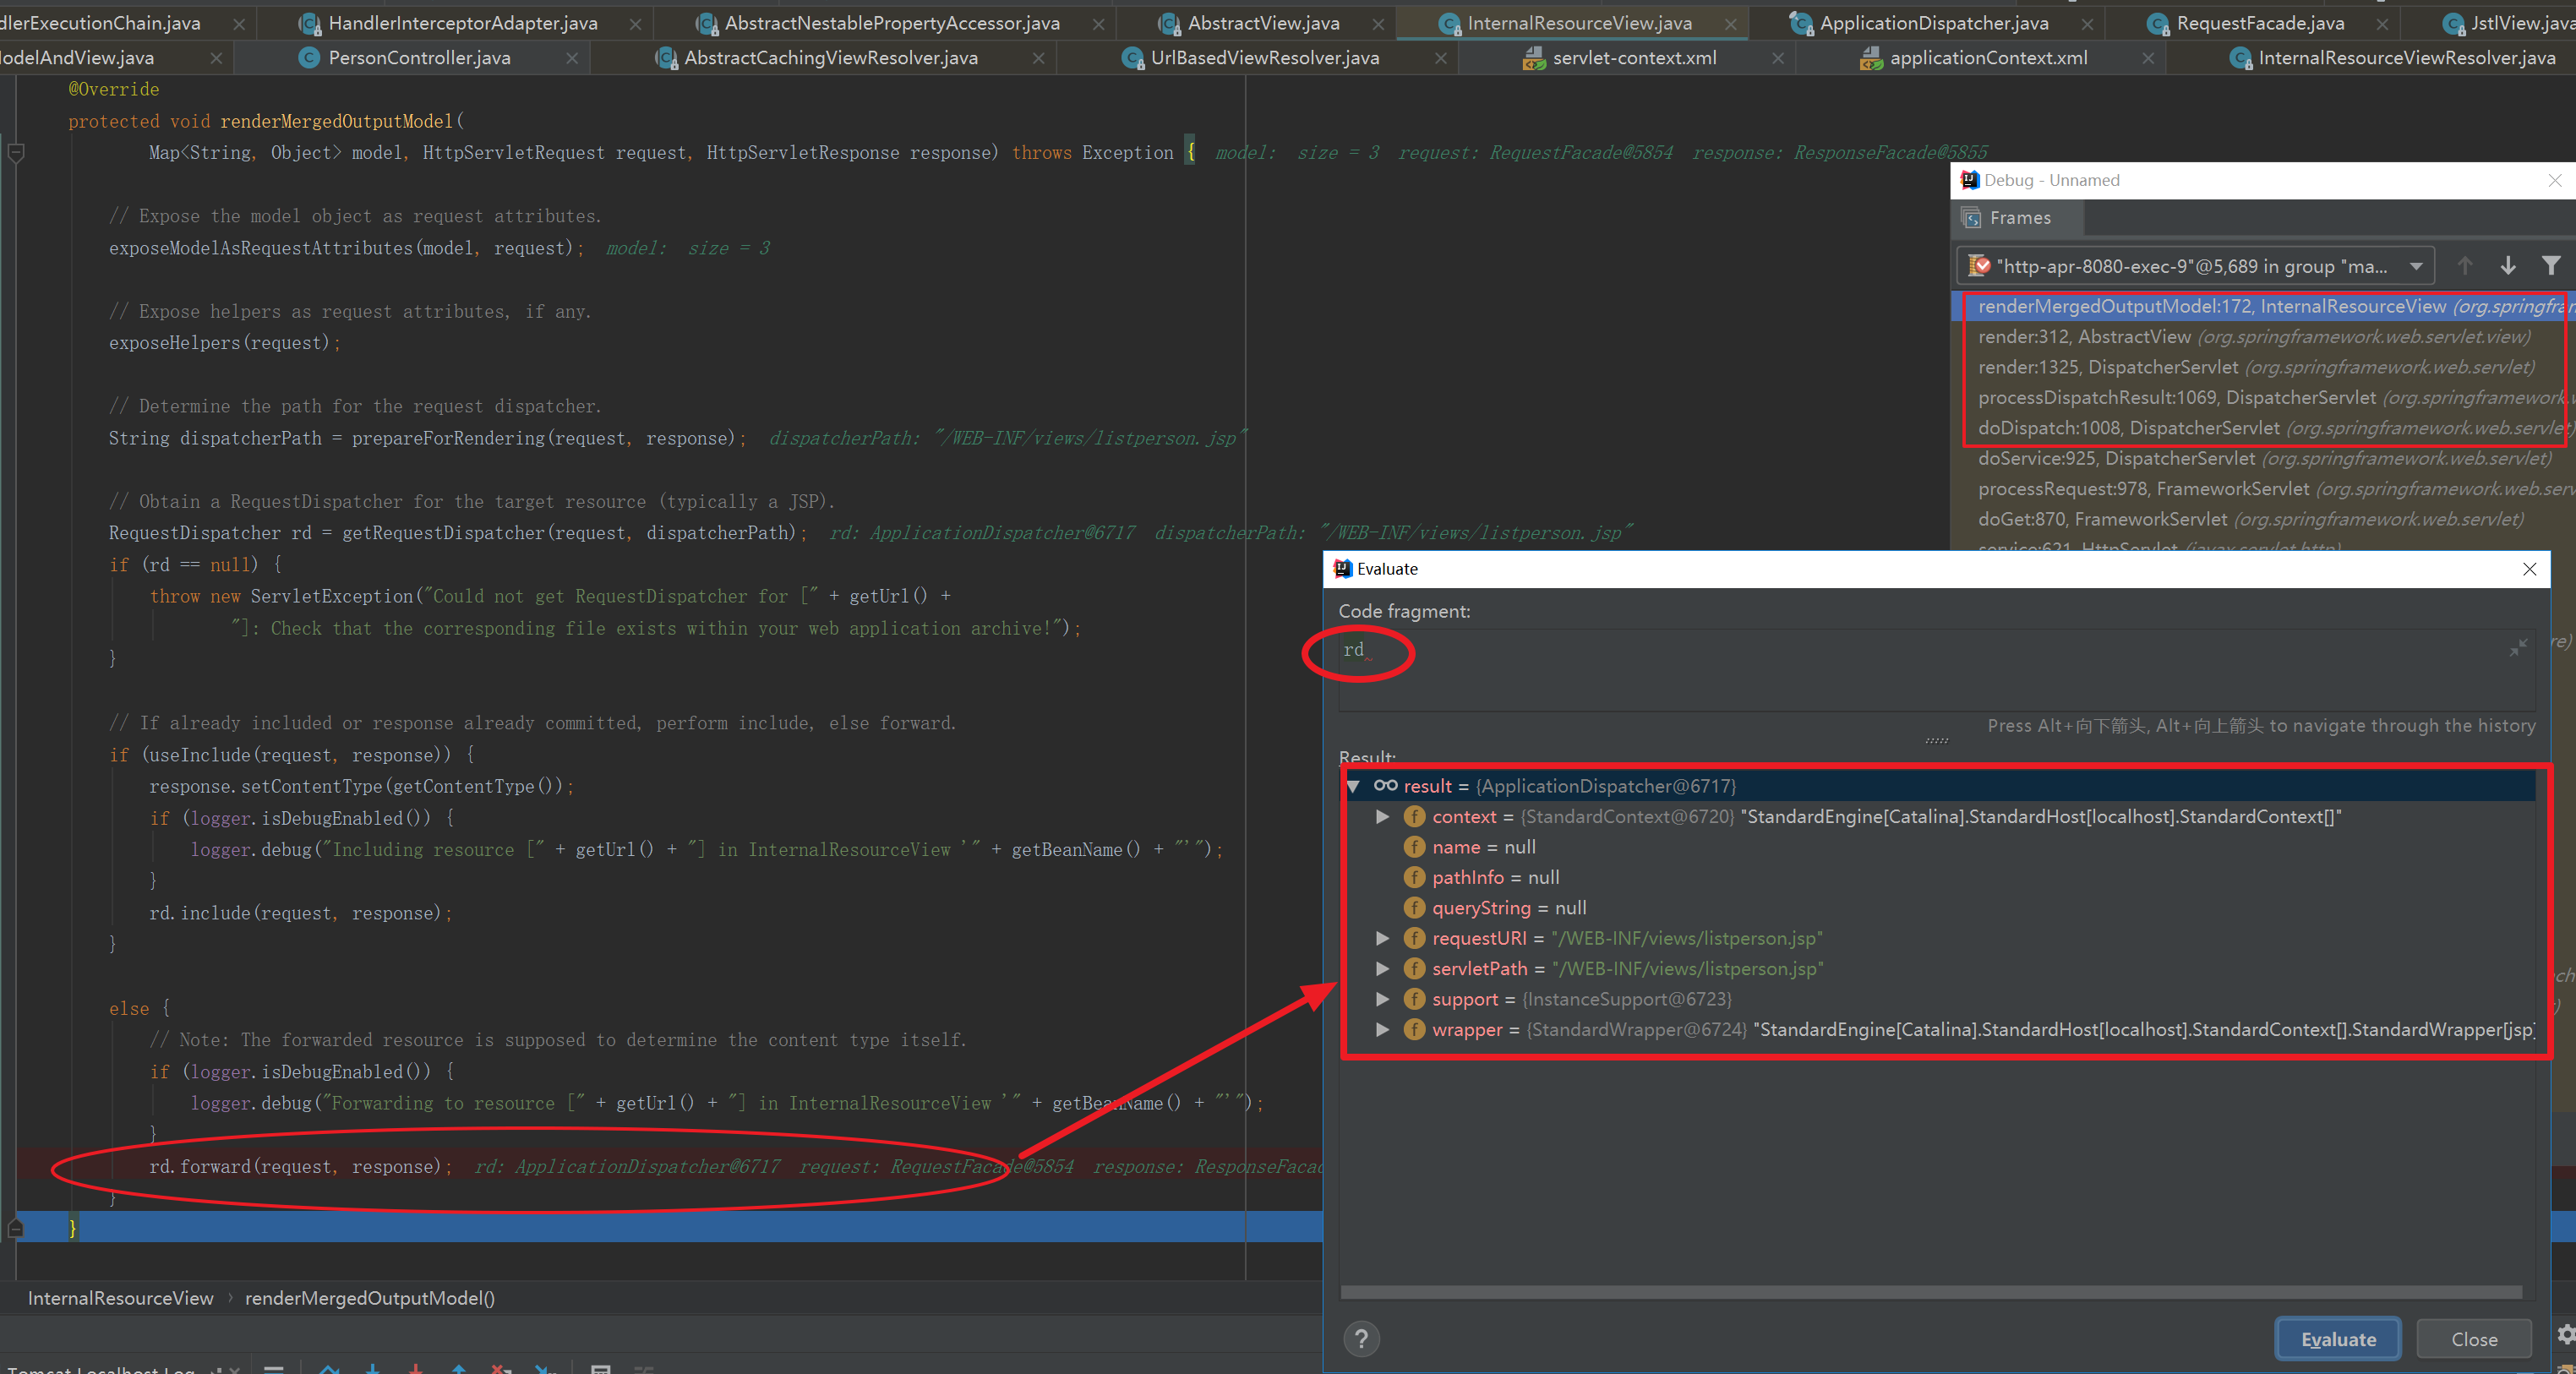 dlerExecutionChain.java
HandlerInterceptorAdapter.java
AbstractNestablePropertyAccessor.java
AbstractView.java
InternalResourceView.java
ApplicationDispatcher.java
RequestFacade.java
JstlView.java
odelAndView.java
PersonController.java
AbstractCachingViewResolver.java
UrlBasedViewResolver.java
servlet-context.xml
applicationContext.xml
InternalResourceViewResolver.java
@Override
protected void renderMergedOutputModel(
Map<String, Object> model, HttpServletRequest request, HttpServletResponse response) throws Exception { model: size = 3 request: RequestFacade@5854 response: ResponseFacade@5855
// Expose the model object as request attributes.
exposeModelAsRequestAttributes(model, request); model: size = 3
// Expose helpers as request attributes, if any.
exposeHelpers(request);
// Determine the path for the request dispatcher.
String dispatcherPath = prepareForRendering(request, response); dispatcherPath: "/WEB-INF/views/listperson.jsp"
// Obtain a RequestDispatcher for the target resource (typically a JSP).
RequestDispatcher rd = getRequestDispatcher(request, dispatcherPath); rd: ApplicationDispatcher@6717 dispatcherPath: "/WEB-INF/views/listperson.jsp"
if (rd == null) {
throw new ServletException("Could not get RequestDispatcher for [" + getUrl() +
"]: Check that the corresponding file exists within your web application archive!");
}
// If already included or response already committed, perform include, else forward.
if (useInclude(request, response)) {
response.setContentType(getContentType());
if (logger.isDebugEnabled()) {
logger.debug("Including resource [" + getUrl() + "] in InternalResourceView '" + getBeanName() + "'");
}
rd.include(request, response);
}
else {
// Note: The forwarded resource is supposed to determine the content type itself.
if (logger.isDebugEnabled()) {
logger.debug("Forwarding to resource [" + getUrl() + "] in InternalResourceView '" + getBeanName() + "'");
}
rd.forward(request, response); rd: ApplicationDispatcher@6717 request: RequestFacade@5854 response: ResponseFacad
}
}
InternalResourceView › renderMergedOutputModel()
Tomcat Localhost Log
Debug - Unnamed
Frames
"http-apr-8080-exec-9"@5,689 in group "ma...
renderMergedOutputModel:172, InternalResourceView (org.springfran
render:312, AbstractView (org.springframework.web.servlet.view)
render:1325, DispatcherServlet (org.springframework.web.servlet)
processDispatchResult:1069, DispatcherServlet (org.springframework.w
doDispatch:1008, DispatcherServlet (org.springframework.web.servlet)
doService:925, DispatcherServlet (org.springframework.web.servlet)
processRequest:978, FrameworkServlet (org.springframework.web.serv
doGet:870, FrameworkServlet (org.springframework.web.servlet)
service:621, HttpServlet (javax.servlet.http)
Evaluate
Code fragment:
rd
re)
Press Alt+向下箭头, Alt+向上箭头 to navigate through the history
Result:
result = {ApplicationDispatcher@6717}
context = {StandardContext@6720} "StandardEngine[Catalina].StandardHost[localhost].StandardContext[]"
name = null
pathInfo = null
queryString = null
requestURI = "/WEB-INF/views/listperson.jsp"
servletPath = "/WEB-INF/views/listperson.jsp"
support = {InstanceSupport@6723}
wrapper = {StandardWrapper@6724} "StandardEngine[Catalina].StandardHost[localhost].StandardContext[].StandardWrapper[jsp]
?
Evaluate
Close